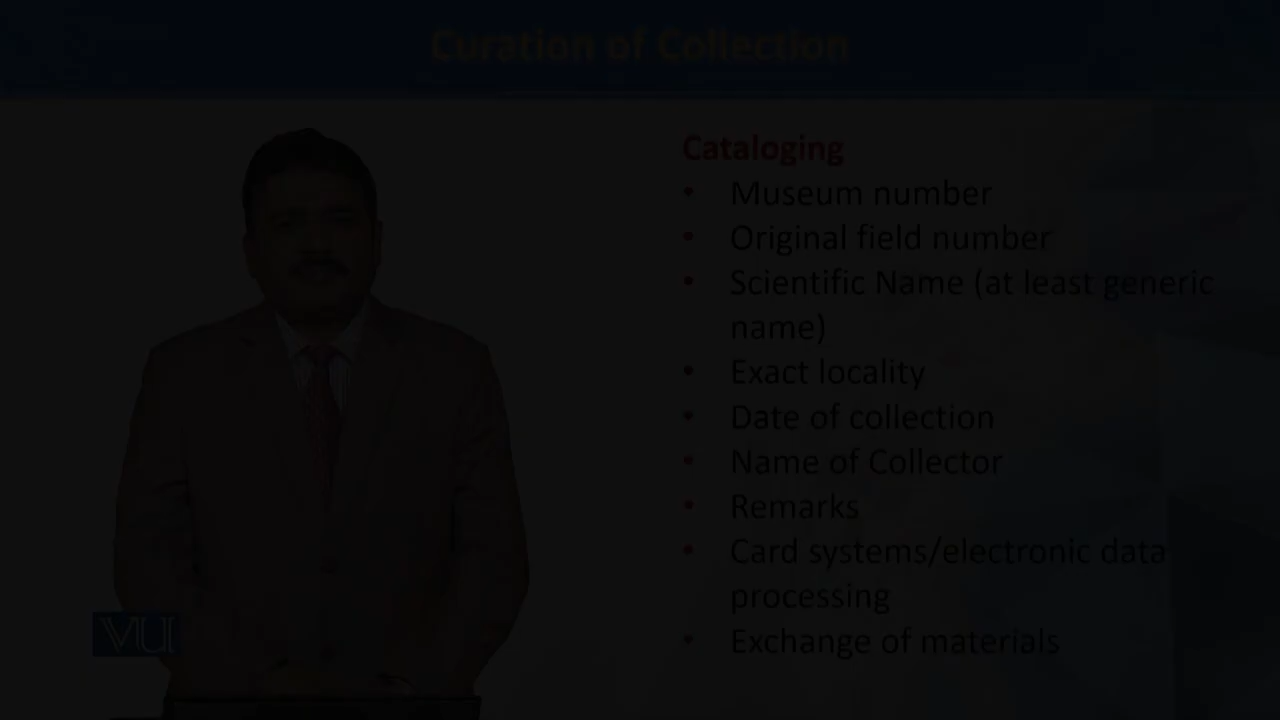 Curation of Collection
Cataloging
• Museum number
• Original field number
• Scientific Name (at least generic
name)
• Exact locality
• Date of collection
• Name of Collector
• Remarks
• Card systems/electronic data
processing
• Exchange of materials
VU